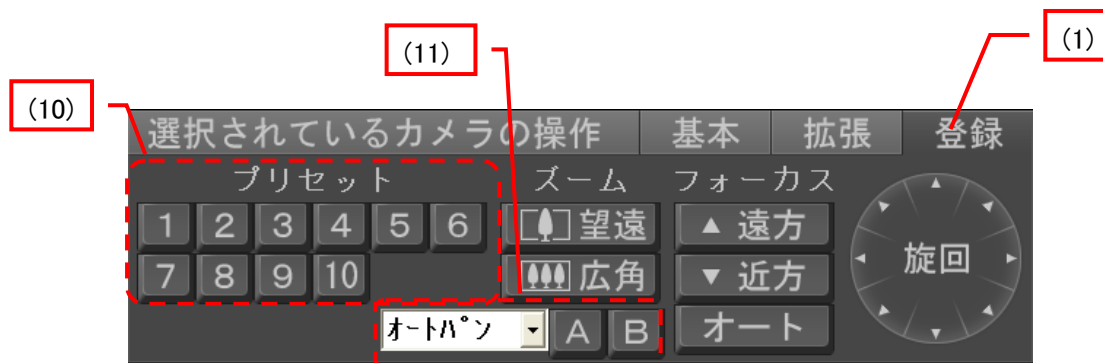 (1)
(11)
(10)
選択されているカメラの操作 基本 拡張 登録
プリセット ズーム フォーカス
1 2 3 4 5 6 望遠 ▲ 遠方
旋回
7 8 9 10 広角 ▼ 近方
オートパン A B オート